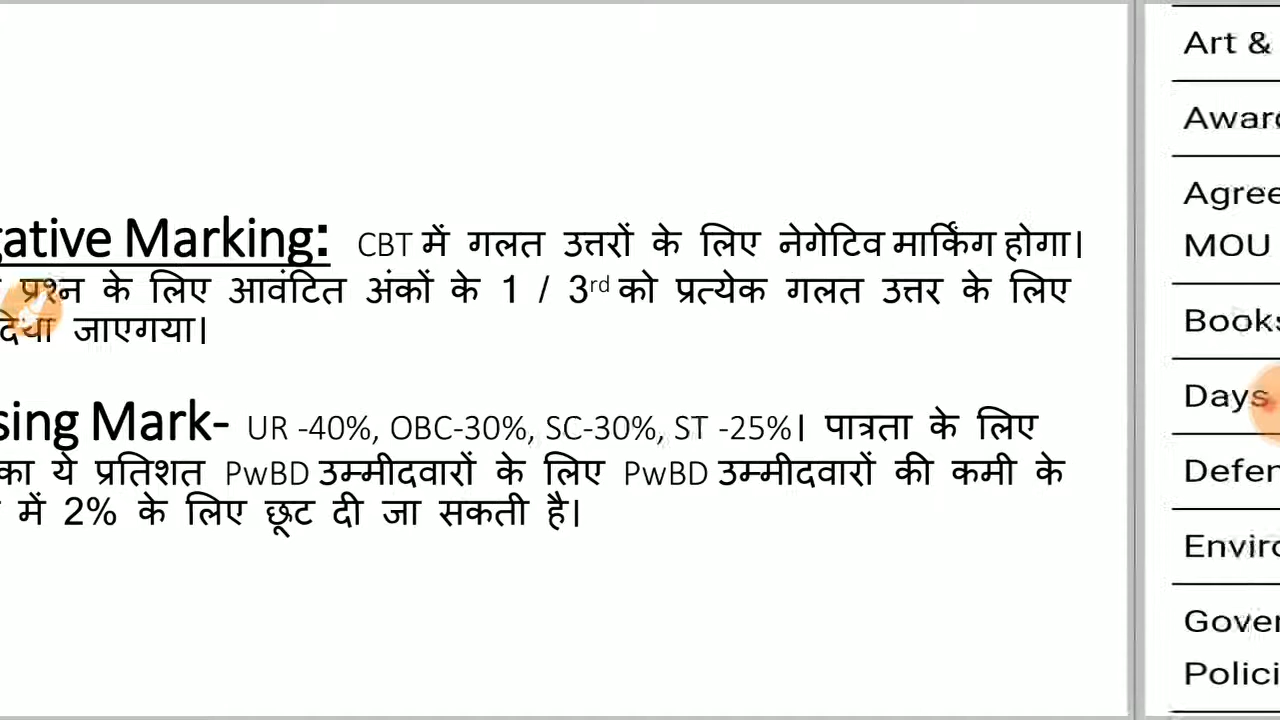 gative Marking: CBT में गलत उत्तरों के लिए नेगेटिव मार्किंग होगा।
प्रश्न के लिए आवंटित अंकों के 1 / 3rd को प्रत्येक गलत उत्तर के लिए
दिया जाएगया।
sing Mark- UR -40%, OBC-30%, SC-30%, ST -25%। पात्रता के लिए
का ये प्रतिशत PwBD उम्मीदवारों के लिए PwBD उम्मीदवारों की कमी के
में 2% के लिए छूट दी जा सकती है।
Art &
Awar
Agree
MOU
Books
Days
Defen
Enviro
Gover
Polici